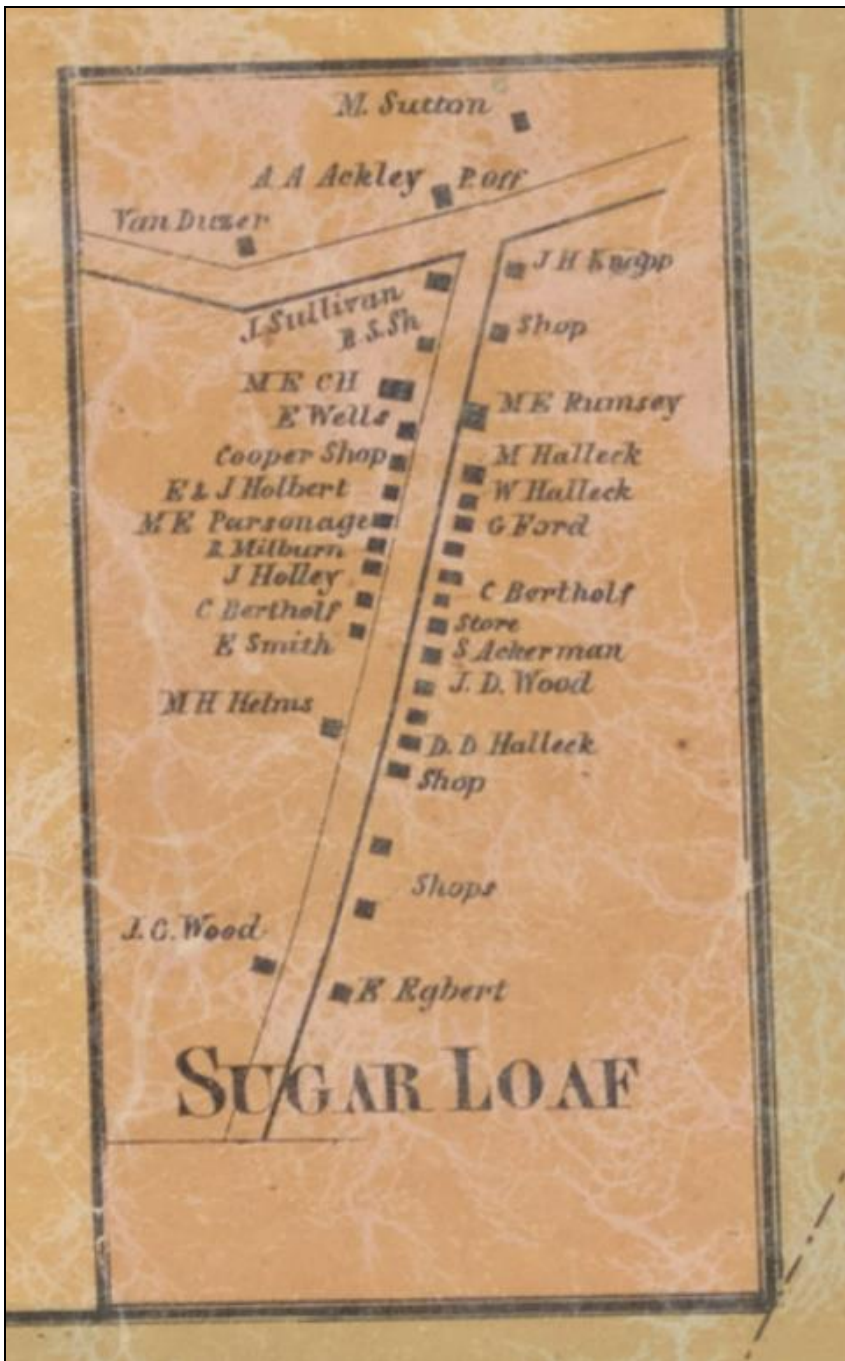 M. Sutton
A A Ackley P. Off
Van Duzer
J. Sullivan
B. S. Sh
M E CH
E Wells
Cooper Shop
E & J Holbert
M E Parsonage
R Milburn
J Holley
C Bertholf
E Smith
M H Helms
J. C. Wood
J H Knapp
Shop
M E Rumsey
M Halleck
W Halleck
G Ford
C Bertholf
Store
S Ackerman
J. D. Wood
D. D Halleck
Shop
Shops
E Egbert
SUGAR LOAF